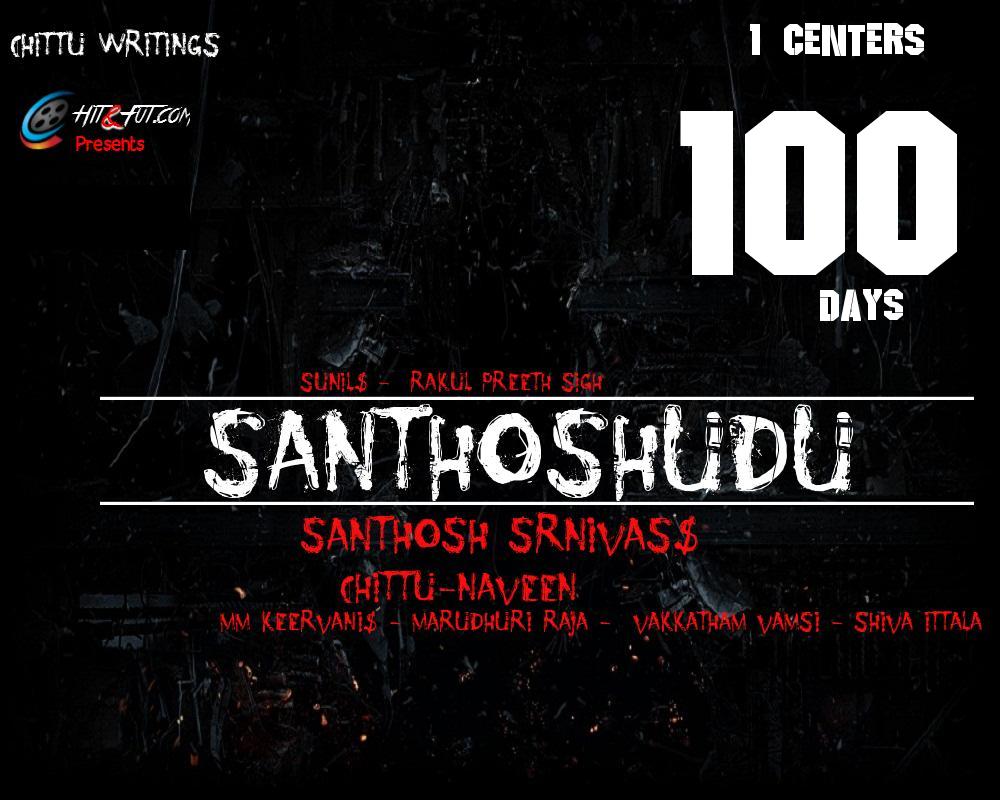 CHITTU WRITINGS
1 CENTERS
HIT&FUT.COM
Presents
100
DAYS
SUNIL$ - RAKUL PREETH SIGH
SANTHOSHUDU
SANTHOSH SRNIVAS$
CHITTU-NAVEEN
MM KEERVANI$ - MARUDHURI RAJA - VAKKATHAM VAMSI - SHIVA ITTALA